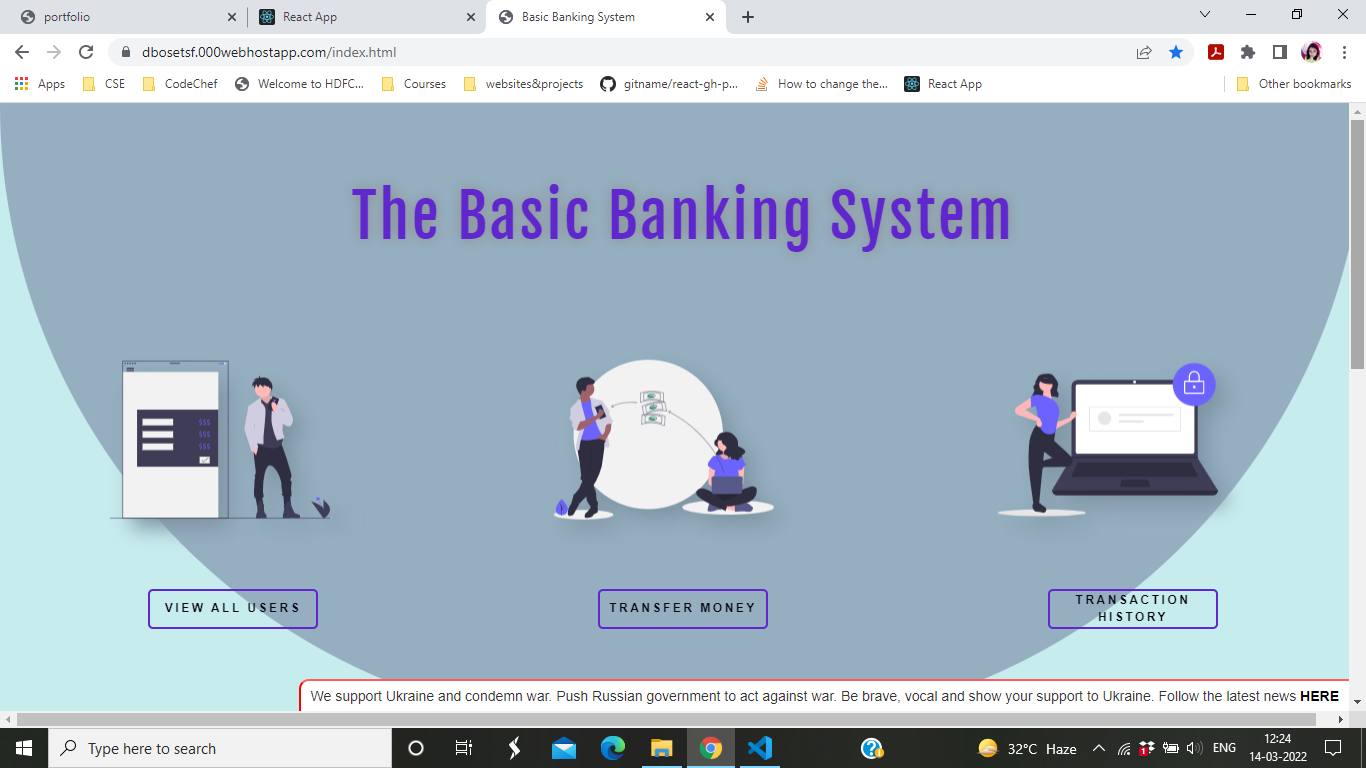 portfolio
React App
Basic Banking System
dbosetsf.000webhostapp.com/index.html
Apps
CSE
CodeChef
Welcome to HDFC...
Courses
websites&projects
gitname/react-gh-p...
How to change the...
React App
Other bookmarks
The Basic Banking System
$$$
$$$
$$$
VIEW ALL USERS
TRANSFER MONEY
TRANSACTION
HISTORY
We support Ukraine and condemn war. Push Russian government to act against war. Be brave, vocal and show your support to Ukraine. Follow the latest news HERE
Type here to search
1
32°C Haze
ENG
12:24
14-03-2022